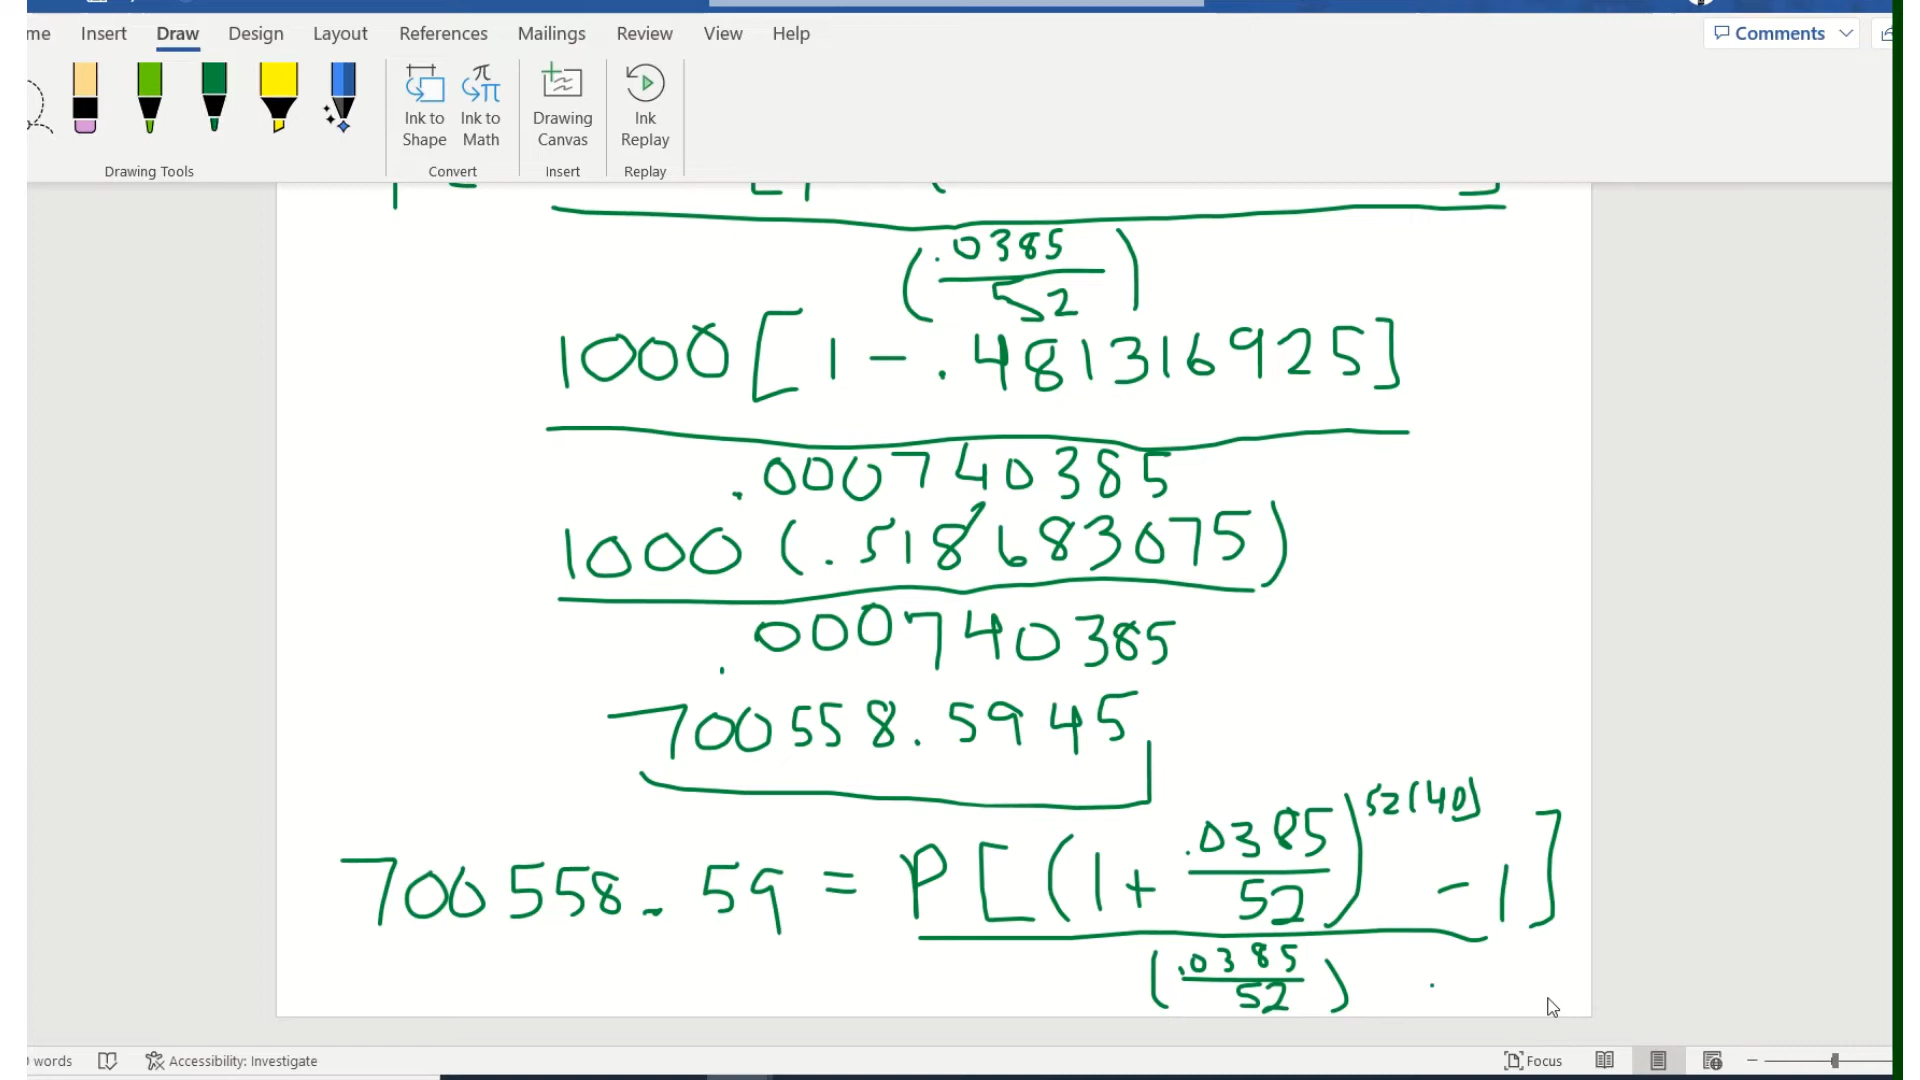 me Insert Draw Design Layout References Mailings Review View Help Comments
Ink to Shape Ink to Math Drawing Canvas Ink Replay
Drawing Tools Convert Insert Replay
(.0385/52)
1000[1 - .481316925]
.000740385
1000(.518683075)
.000740385
700558.5945
700558.59 = P[(1+.0385/52)^52(40) - 1]
(.0385/52)
words Accessibility: Investigate Focus